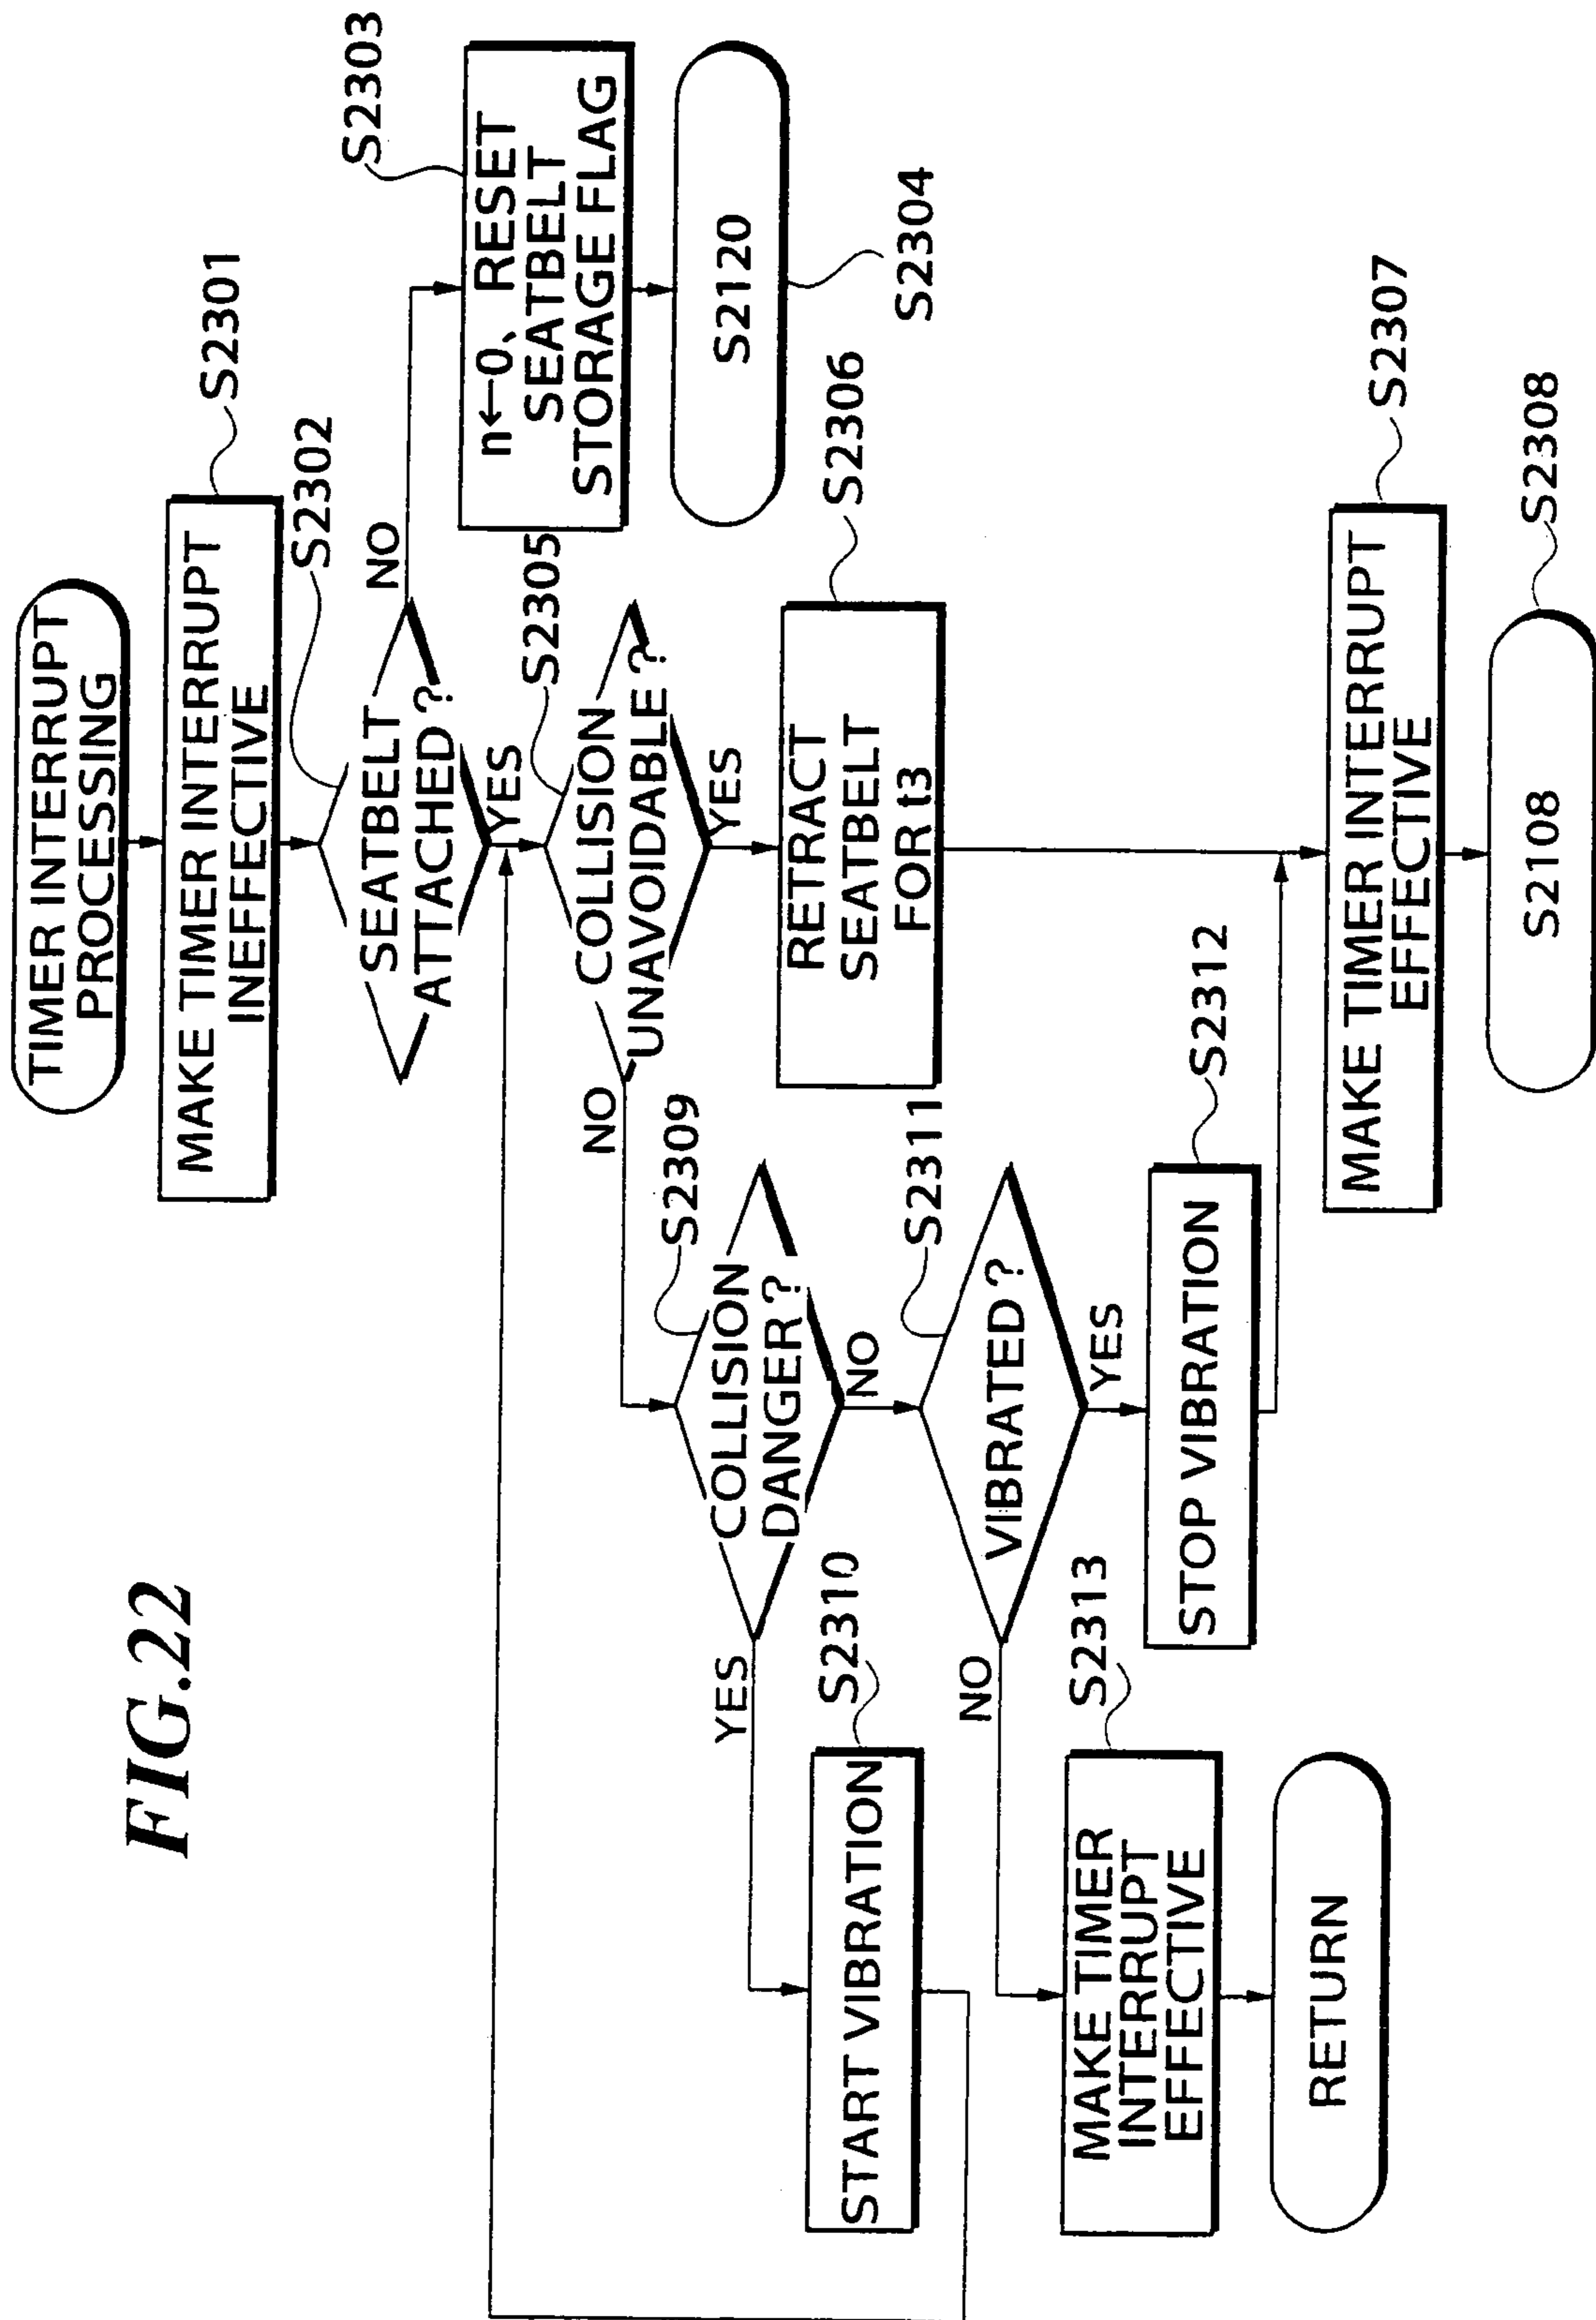 FIG.22
TIMER INTERRUPT
PROCESSING
MAKE TIMER INTERRUPT
INEFFECTIVE
S2301
S2302
SEATBELT
ATTACHED?
NO
YES
S2303
n←0、RESET
SEATBELT
STORAGE FLAG
S2120
S2304
S2305
COLLISION
UNAVOIDABLE?
NO
YES
RETRACT
SEATBELT
FOR t3
S2306
S2309
COLLISION
DANGER?
YES
NO
S2310
START VIBRATION
S2311
VIBRATED?
NO
YES
S2312
STOP VIBRATION
S2313
MAKE TIMER
INTERRUPT
EFFECTIVE
RETURN
S2307
MAKE TIMER INTERRUPT
EFFECTIVE
S2308
S2108